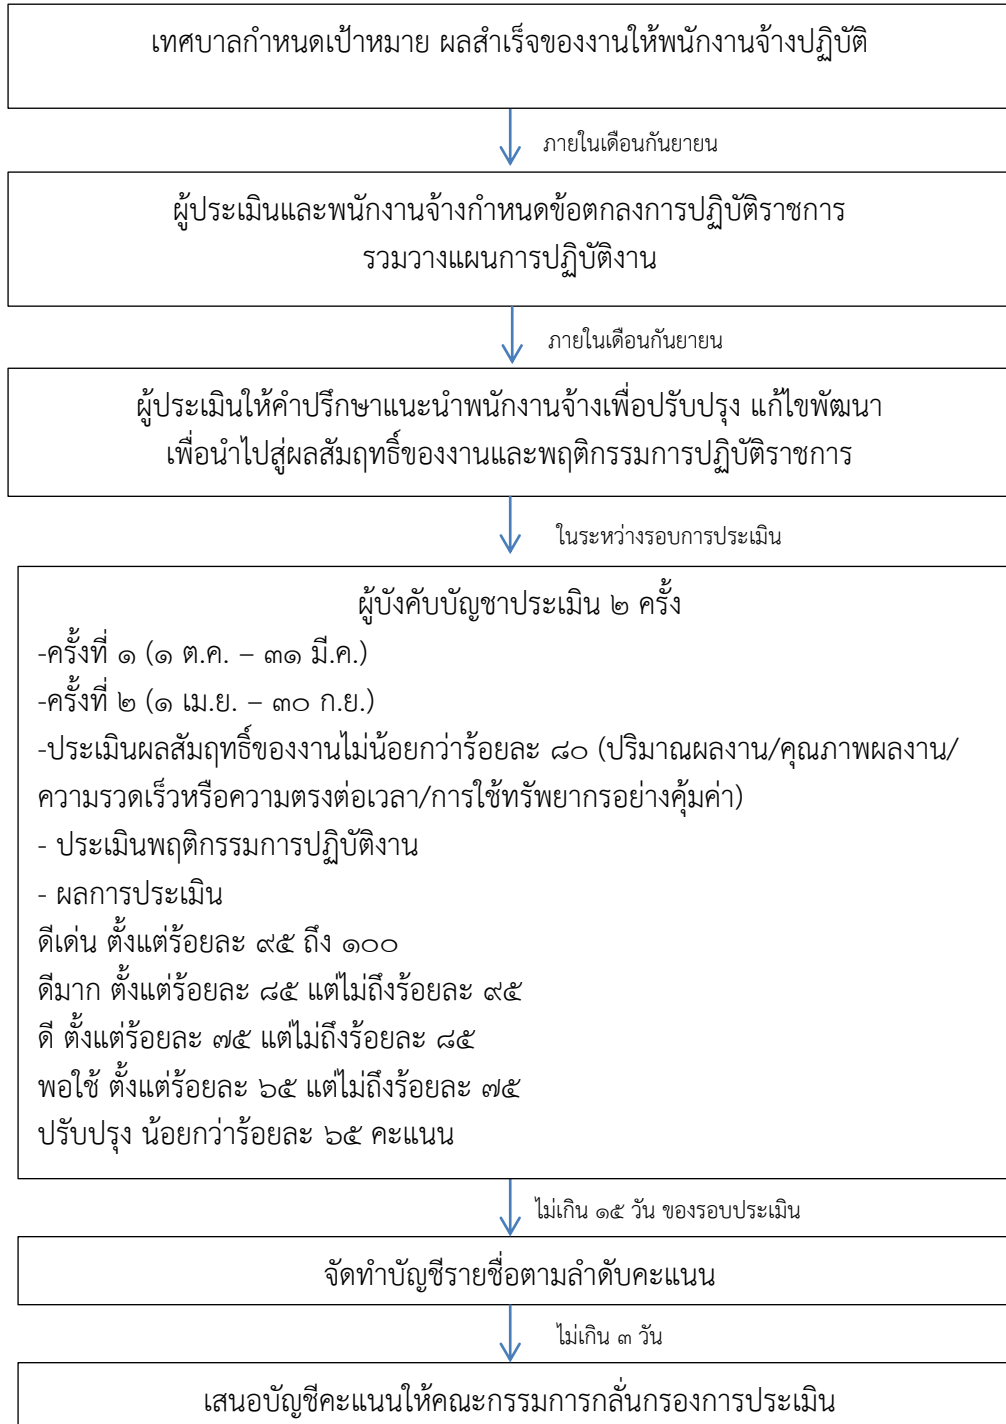 เทศบาลกำหนดเป้าหมาย ผลสำเร็จของงานให้พนักงานจ้างปฏิบัติ
ภายในเดือนกันยายน
ผู้ประเมินและพนักงานจ้างกำหนดข้อตกลงการปฏิบัติราชการ
รวมวางแผนการปฏิบัติงาน
ภายในเดือนกันยายน
ผู้ประเมินให้คำปรึกษาแนะนำพนักงานจ้างเพื่อปรับปรุง แก้ไขพัฒนา
เพื่อนำไปสู่ผลสัมฤทธิ์ของงานและพฤติกรรมการปฏิบัติราชการ
ในระหว่างรอบการประเมิน
ผู้บังคับบัญชาประเมิน ๒ ครั้ง
-ครั้งที่ ๑ (๑ ต.ค. – ๓๑ มี.ค.)
-ครั้งที่ ๒ (๑ เม.ย. – ๓๐ ก.ย.)
-ประเมินผลสัมฤทธิ์ของงานไม่น้อยกว่าร้อยละ ๘๐ (ปริมาณผลงาน/คุณภาพผลงาน/
ความรวดเร็วหรือความตรงต่อเวลา/การใช้ทรัพยากรอย่างคุ้มค่า)
- ประเมินพฤติกรรมการปฏิบัติงาน
- ผลการประเมิน
ดีเด่น ตั้งแต่ร้อยละ ๙๕ ถึง ๑๐๐
ดีมาก ตั้งแต่ร้อยละ ๘๕ แต่ไม่ถึงร้อยละ ๙๕
ดี ตั้งแต่ร้อยละ ๗๕ แต่ไม่ถึงร้อยละ ๘๕
พอใช้ ตั้งแต่ร้อยละ ๖๕ แต่ไม่ถึงร้อยละ ๗๕
ปรับปรุง น้อยกว่าร้อยละ ๖๕ คะแนน
ไม่เกิน ๑๕ วัน ของรอบประเมิน
จัดทำบัญชีรายชื่อตามลำดับคะแนน
ไม่เกิน ๓ วัน
เสนอบัญชีคะแนนให้คณะกรรมการกลั่นกรองการประเมิน